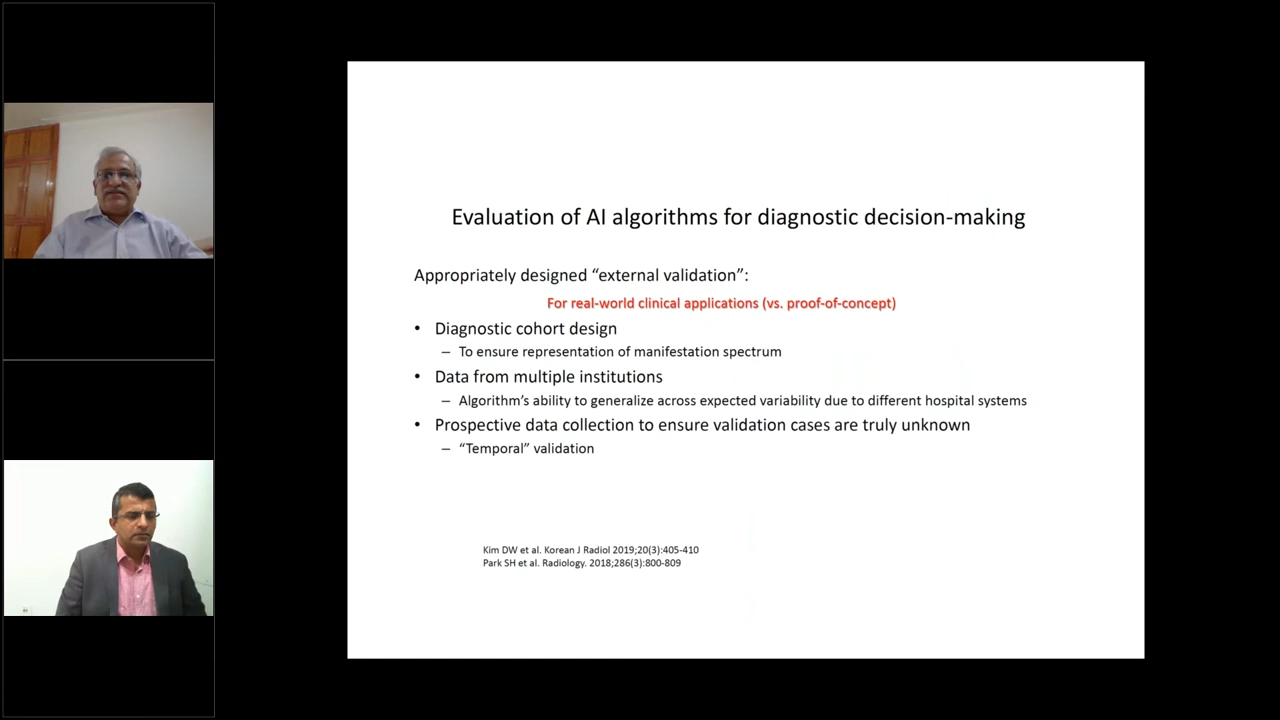 Evaluation of AI algorithms for diagnostic decision-making
Appropriately designed “external validation”:
For real-world clinical applications (vs. proof-of-concept)
• Diagnostic cohort design
– To ensure representation of manifestation spectrum
• Data from multiple institutions
– Algorithm’s ability to generalize across expected variability due to different hospital systems
• Prospective data collection to ensure validation cases are truly unknown
– “Temporal” validation
Kim DW et al. Korean J Radiol 2019;20(3):405-410
Park SH et al. Radiology. 2018;286(3):800-809